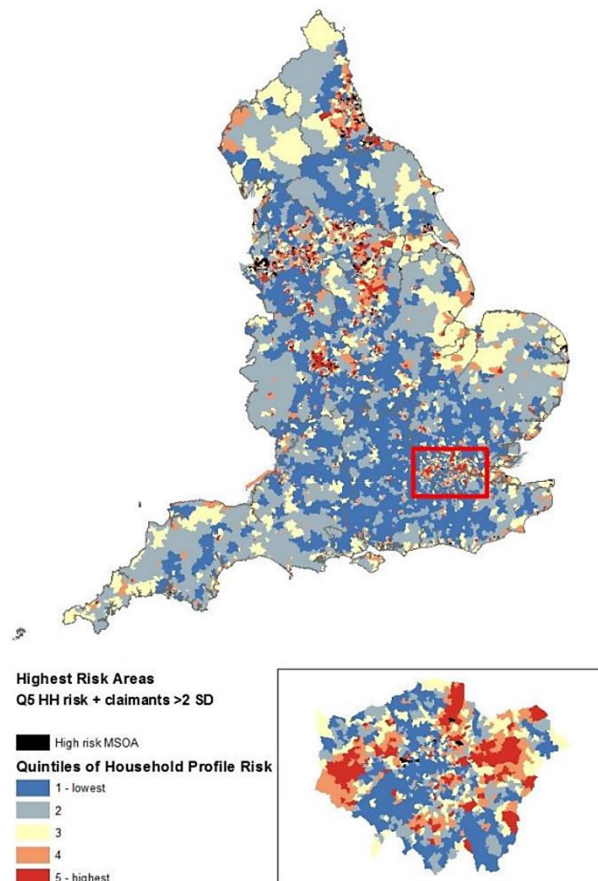 Highest Risk Areas
Q5 HH risk + claimants >2 SD
High risk MSOA
Quintiles of Household Profile Risk
1 - lowest
2
3
4
5 - highest